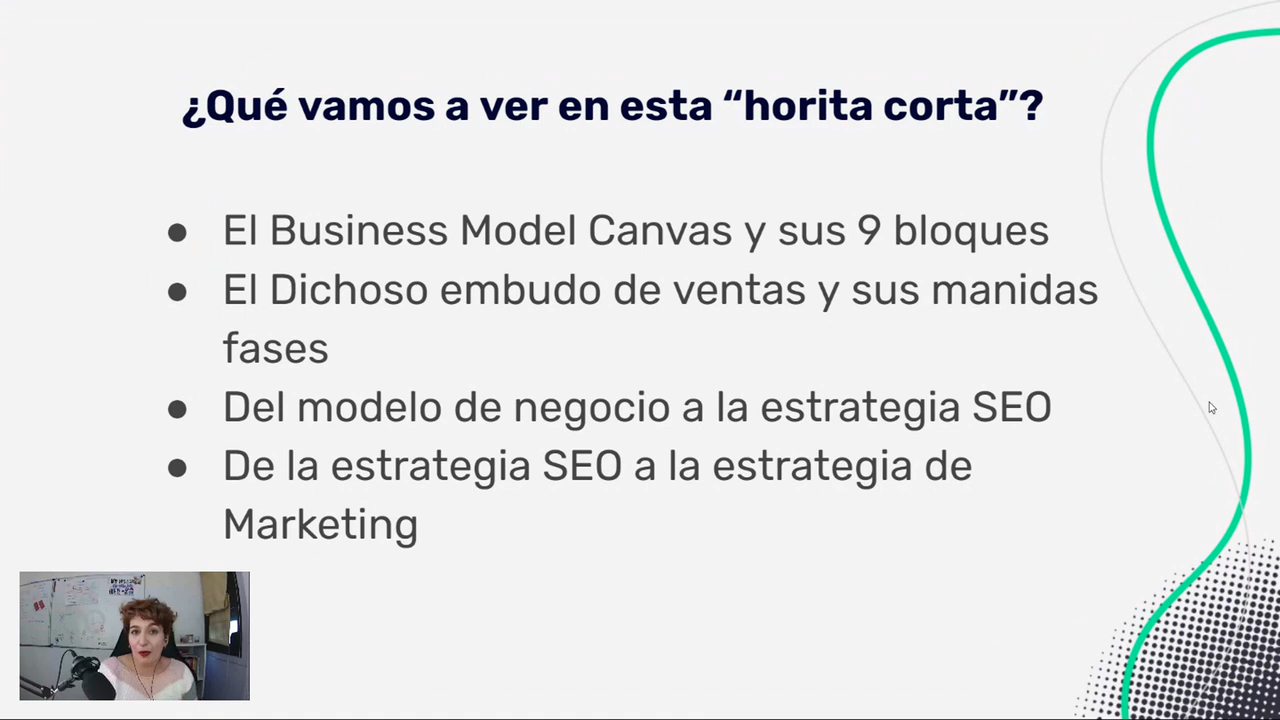 ¿Qué vamos a ver en esta “horita corta”?
● El Business Model Canvas y sus 9 bloques
● El Dichoso embudo de ventas y sus manidas
fases
● Del modelo de negocio a la estrategia SEO
● De la estrategia SEO a la estrategia de
Marketing